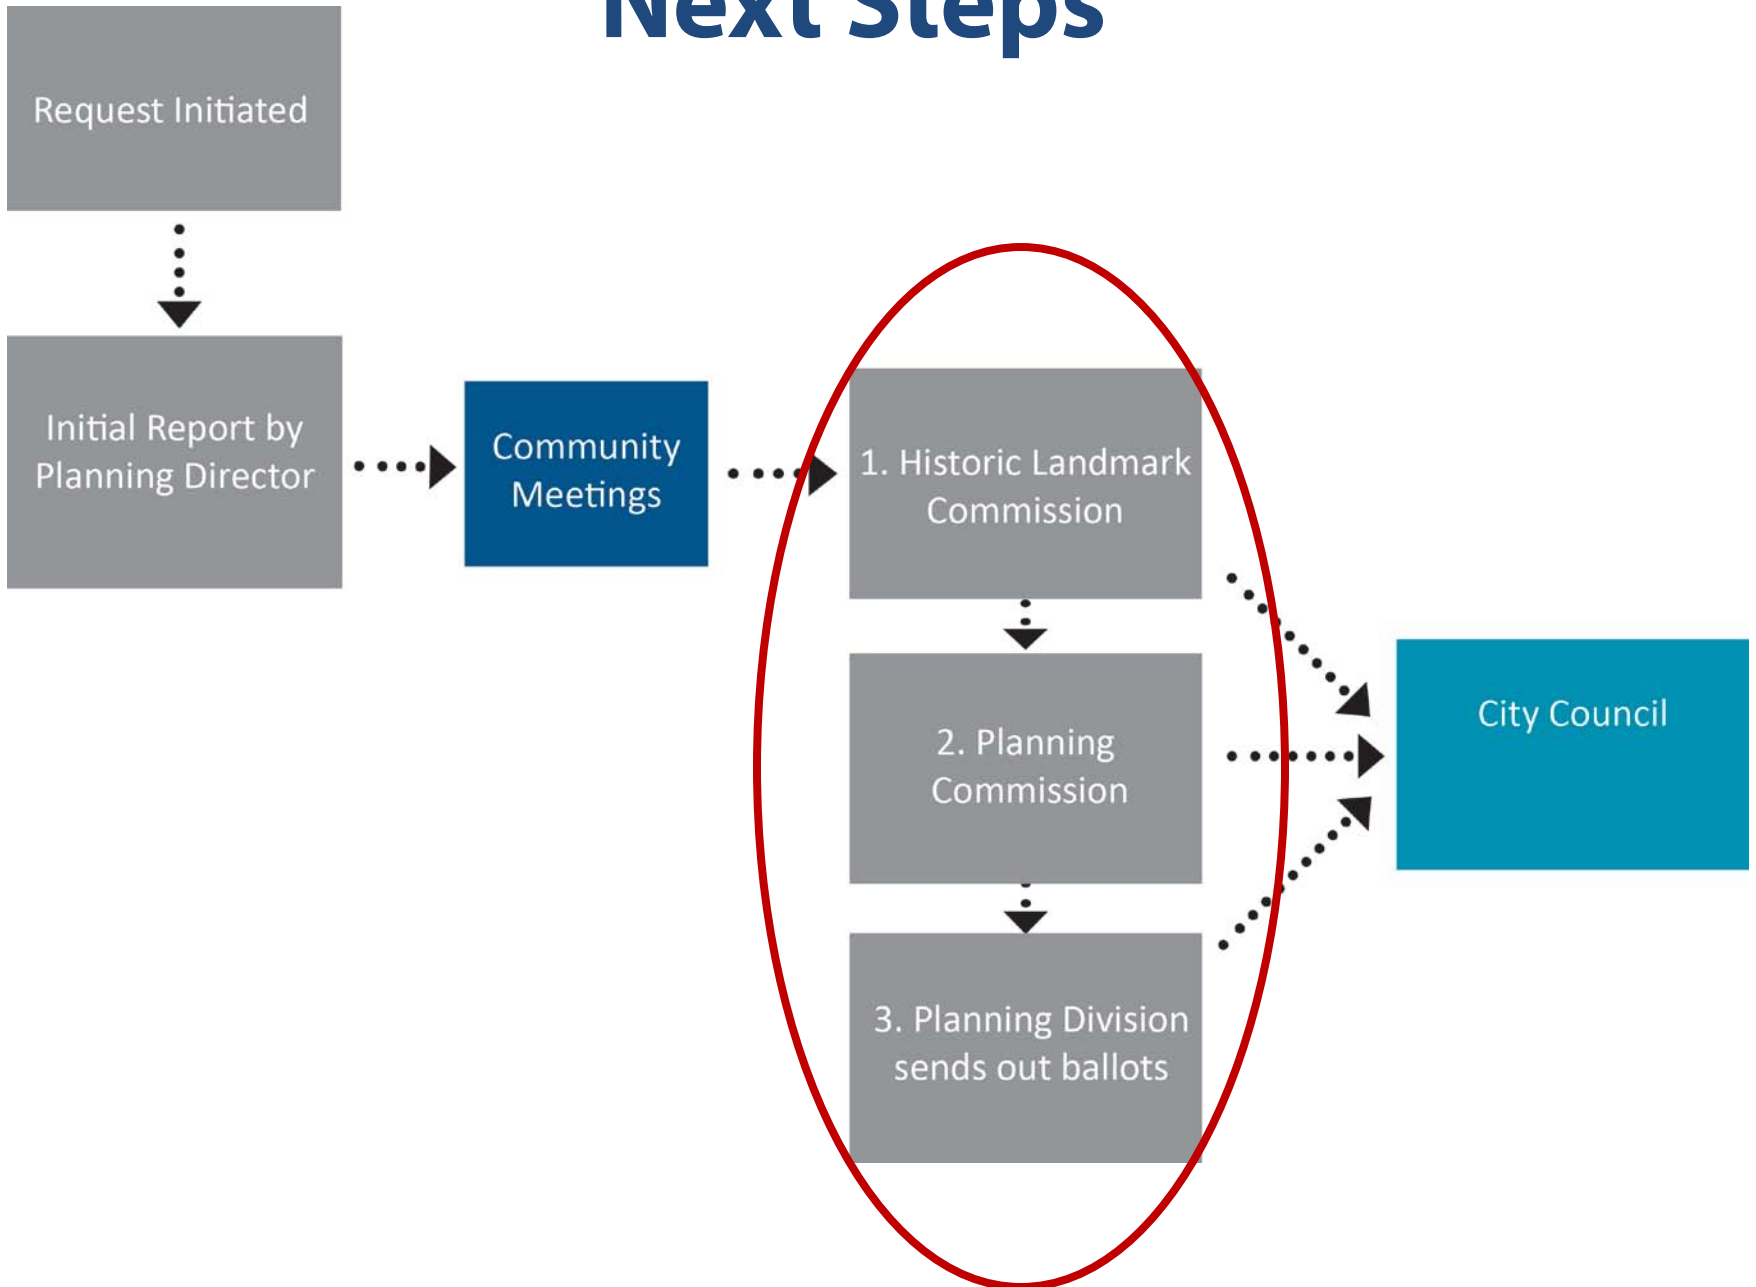 Next Steps
Request Initiated
Initial Report by
Planning Director
Community
Meetings
1. Historic Landmark
Commission
2. Planning
Commission
3. Planning Division
sends out ballots
City Council